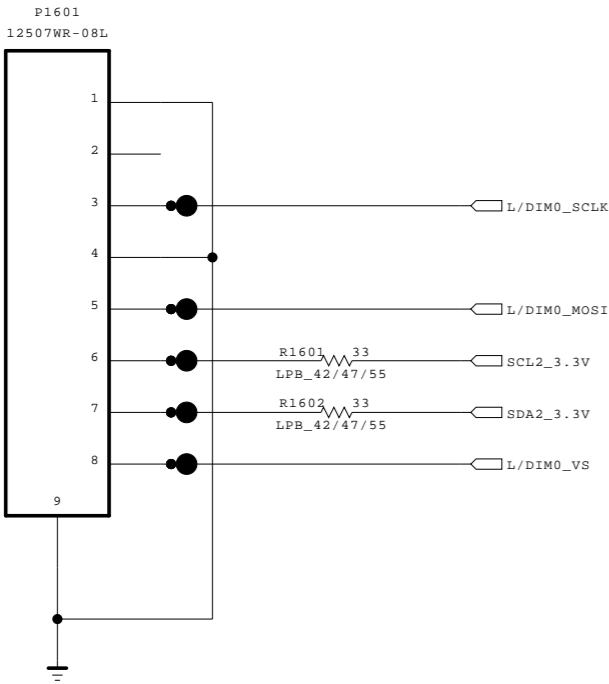 P1601
12507WR-08L
1
2
3
L/DIM0_SCLK
4
5
L/DIM0_MOSI
6
R1601 33
LPB_42/47/55
SCL2_3.3V
7
R1602 33
LPB_42/47/55
SDA2_3.3V
8
L/DIM0_VS
9